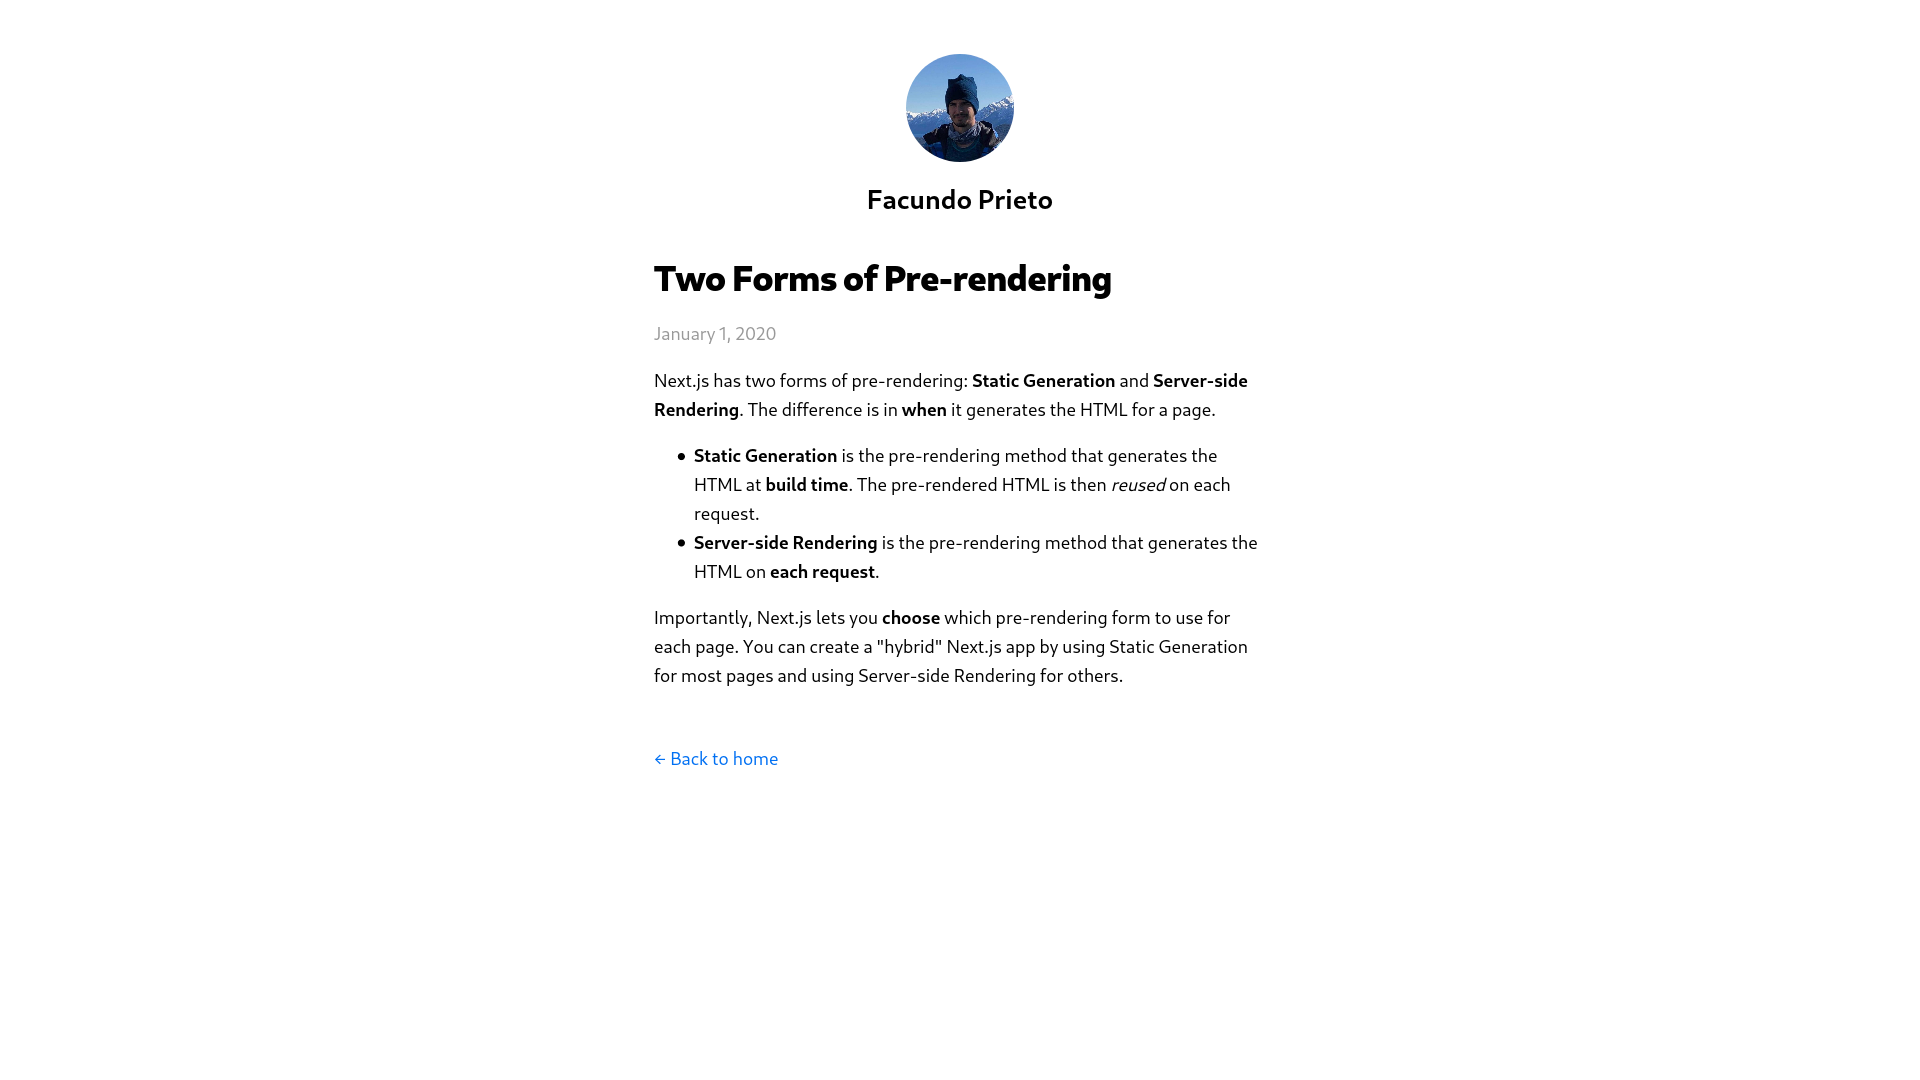 Facundo Prieto
Two Forms of Pre-rendering
January 1, 2020
Next.js has two forms of pre-rendering: Static Generation and Server-side
Rendering. The difference is in when it generates the HTML for a page.
• Static Generation is the pre-rendering method that generates the
HTML at build time. The pre-rendered HTML is then reused on each
request.
• Server-side Rendering is the pre-rendering method that generates the
HTML on each request.
Importantly, Next.js lets you choose which pre-rendering form to use for
each page. You can create a "hybrid" Next.js app by using Static Generation
for most pages and using Server-side Rendering for others.
← Back to home